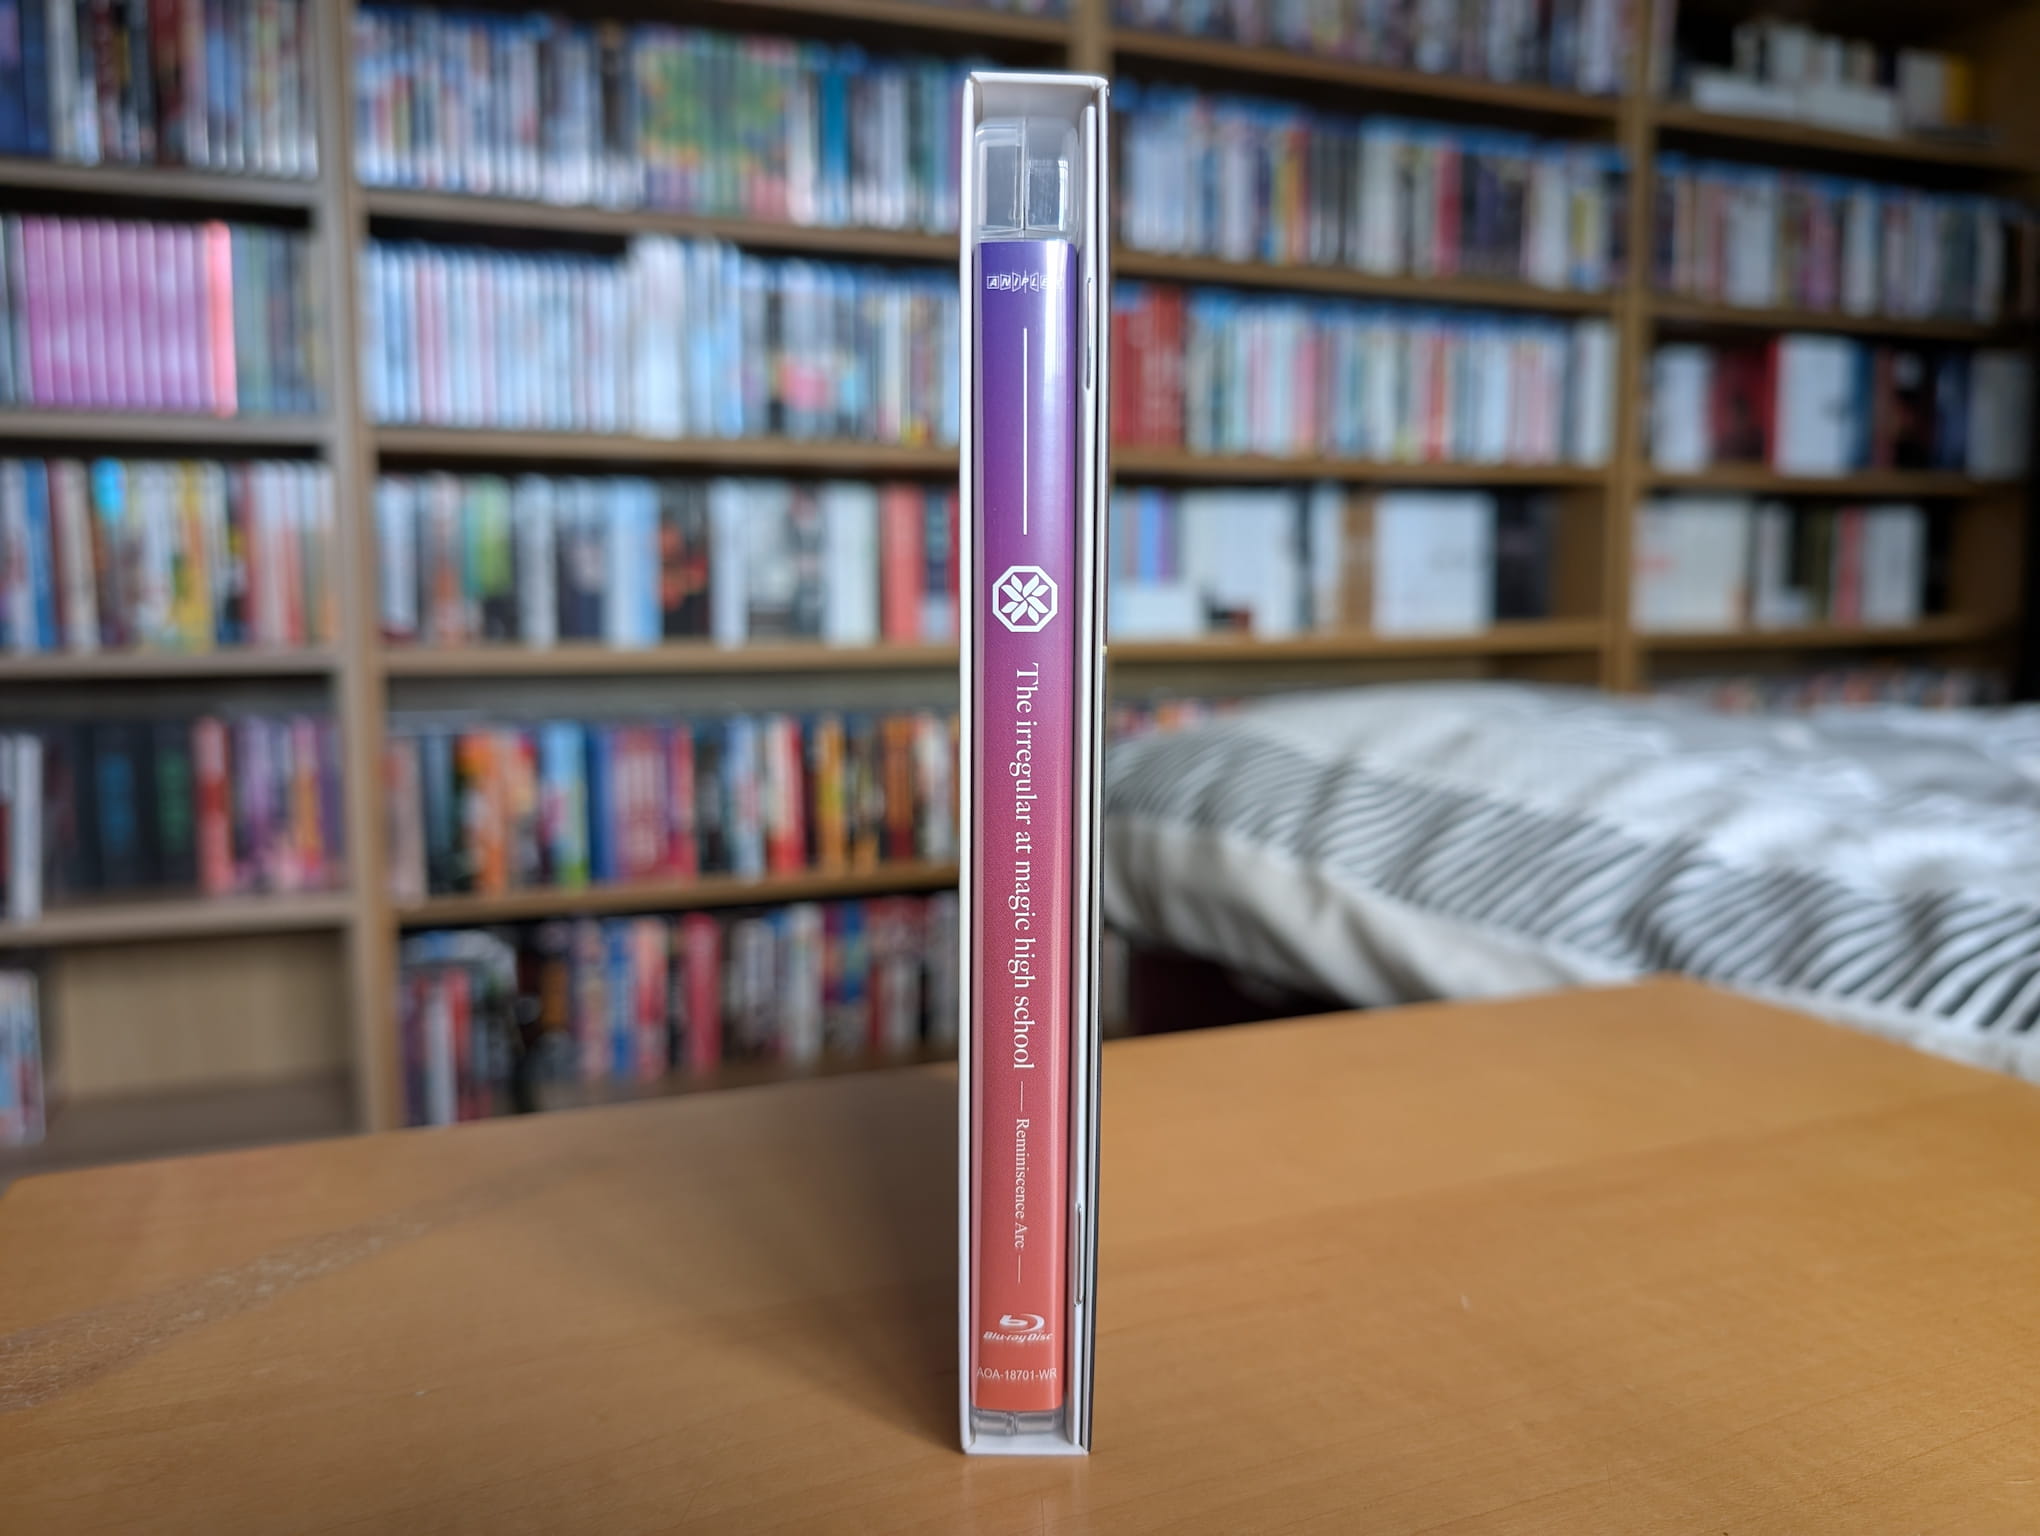 ANIPLEX
The irregular at magic high school — Reminiscence Arc —
Blu-ray Disc
AOA-18701-WR